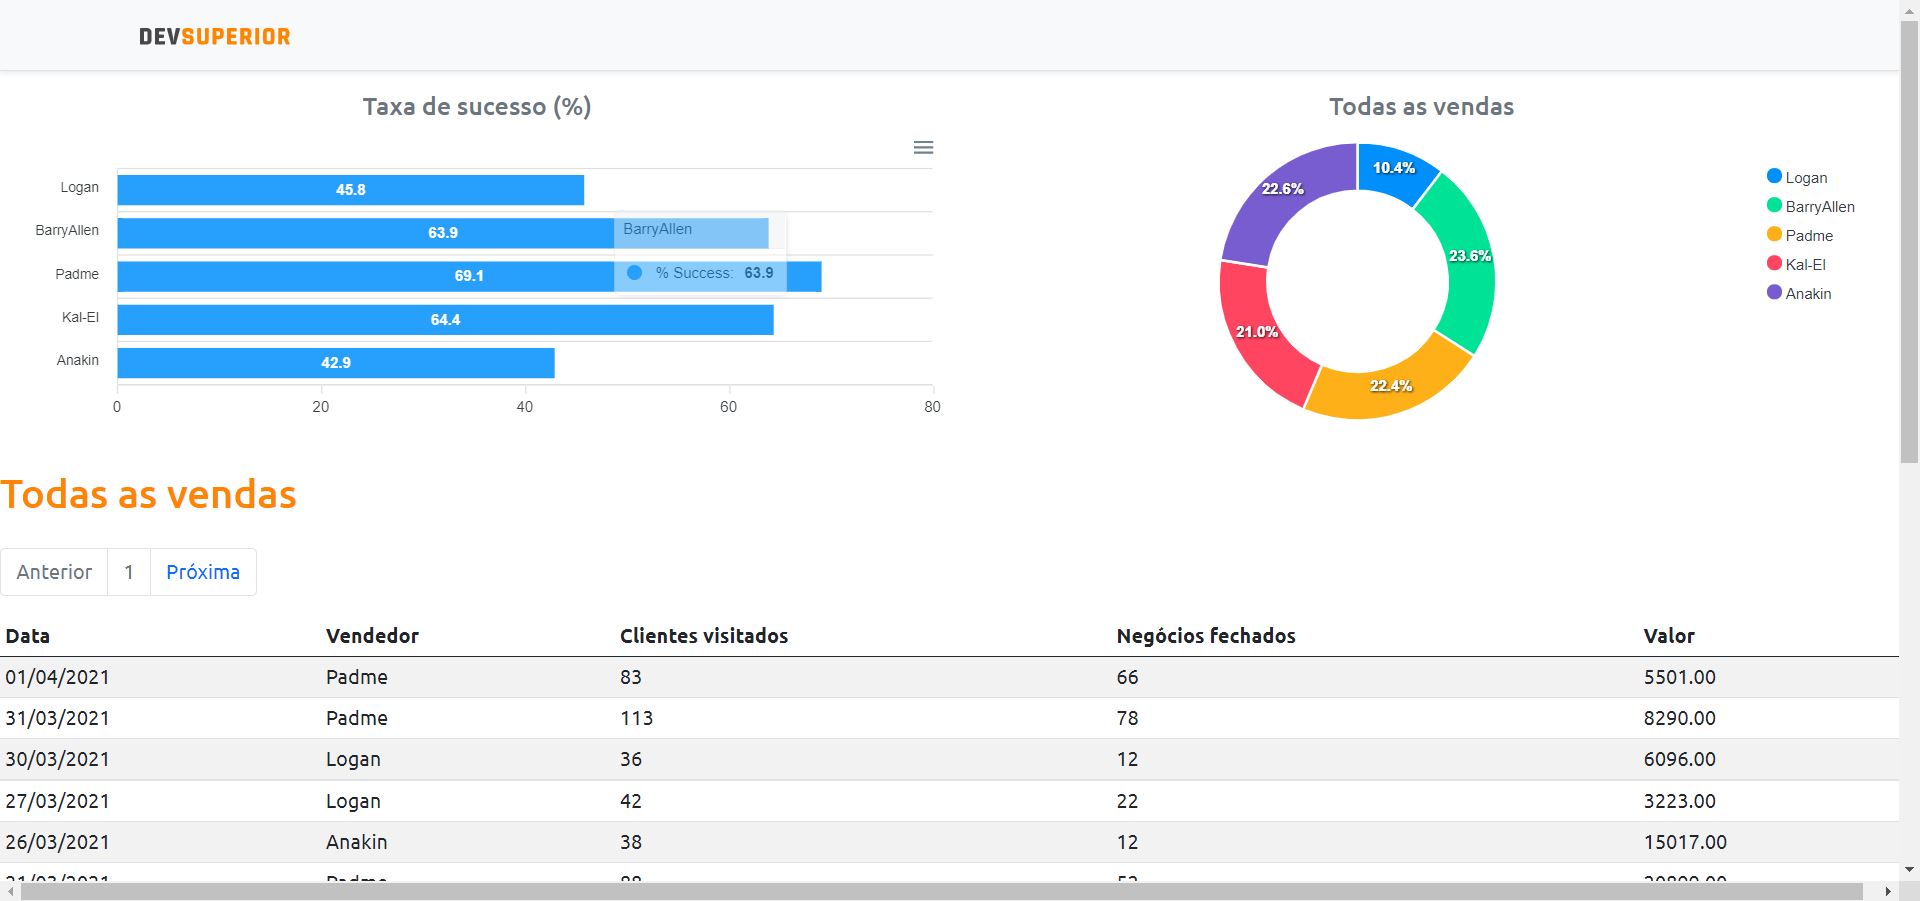 DEVSUPERIOR
Taxa de sucesso (%)
Logan
45.8
BarryAllen
63.9
Padme
69.1
Kal-El
64.4
Anakin
42.9
BarryAllen
% Success: 63.9
0 20 40 60 80
Todas as vendas
10.4%
23.6%
22.4%
21.0%
22.6%
Logan
BarryAllen
Padme
Kal-El
Anakin
Todas as vendas
Anterior 1 Próxima
Data Vendedor Clientes visitados Negócios fechados Valor
01/04/2021 Padme 83 66 5501.00
31/03/2021 Padme 113 78 8290.00
30/03/2021 Logan 36 12 6096.00
27/03/2021 Logan 42 22 3223.00
26/03/2021 Anakin 38 12 15017.00